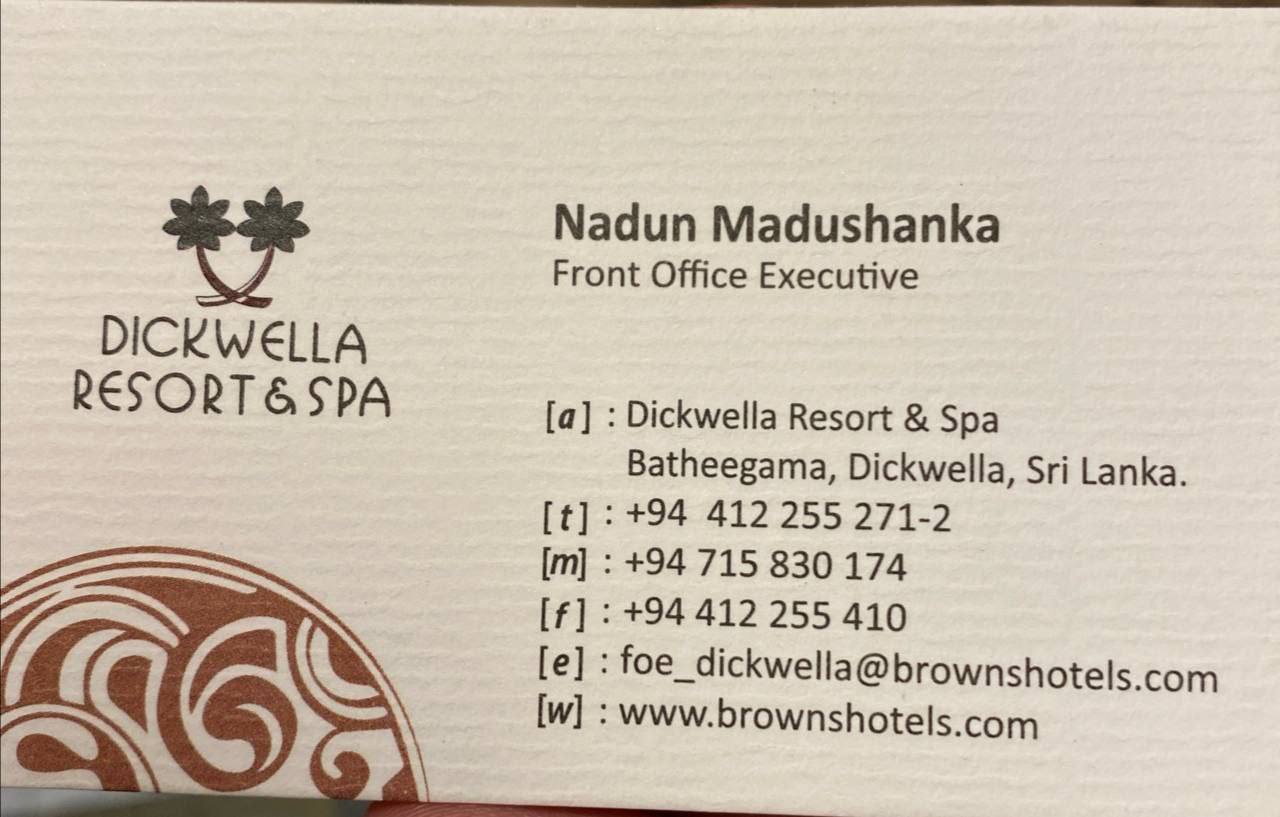 DICKWELLA
RESORT & SPA
Nadun Madushanka
Front Office Executive
[a] : Dickwella Resort & Spa
Batheegama, Dickwella, Sri Lanka.
[t] : +94 412 255 271-2
[m] : +94 715 830 174
[f] : +94 412 255 410
[e] : foe_dickwella@brownshotels.com
[w] : www.brownshotels.com